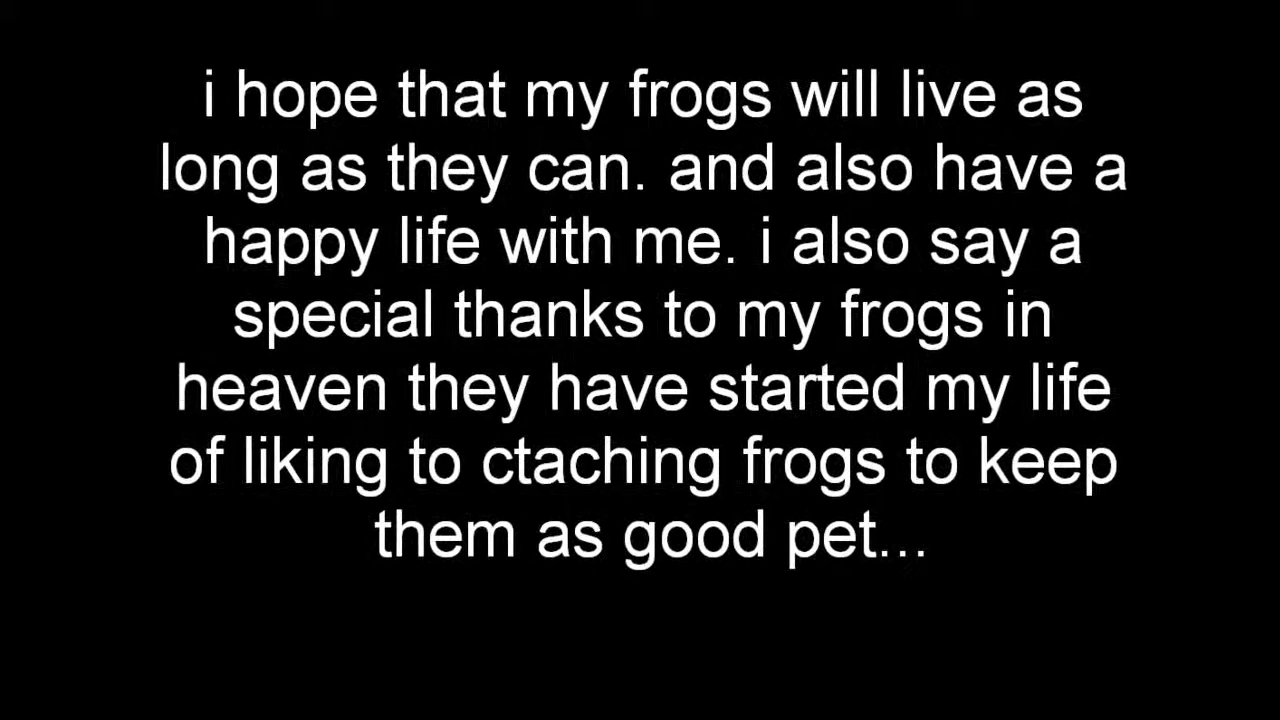 i hope that my frogs will live as
long as they can. and also have a
happy life with me. i also say a
special thanks to my frogs in
heaven they have started my life
of liking to ctaching frogs to keep
them as good pet...